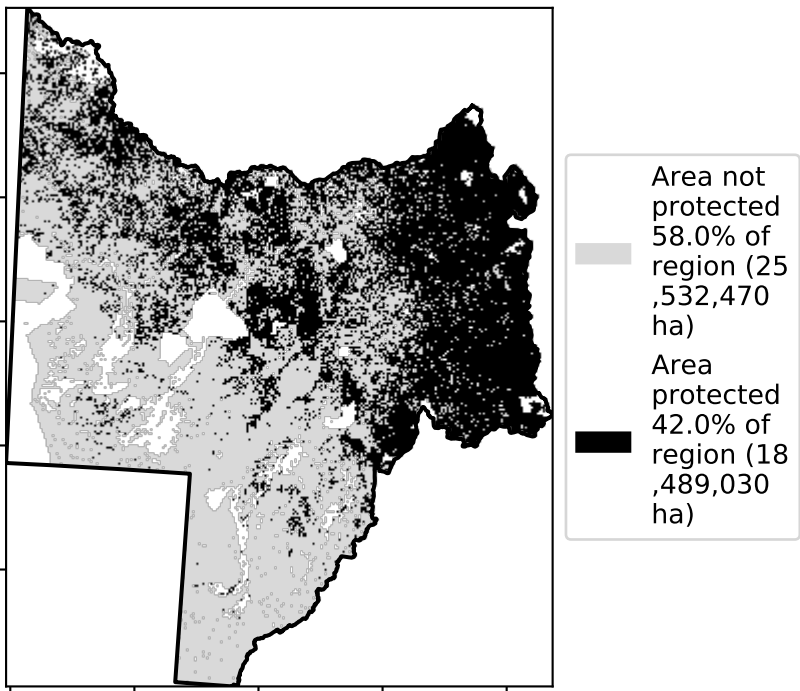 Area not
protected
58.0% of
region (25
,532,470
ha)
Area
protected
42.0% of
region (18
,489,030
ha)